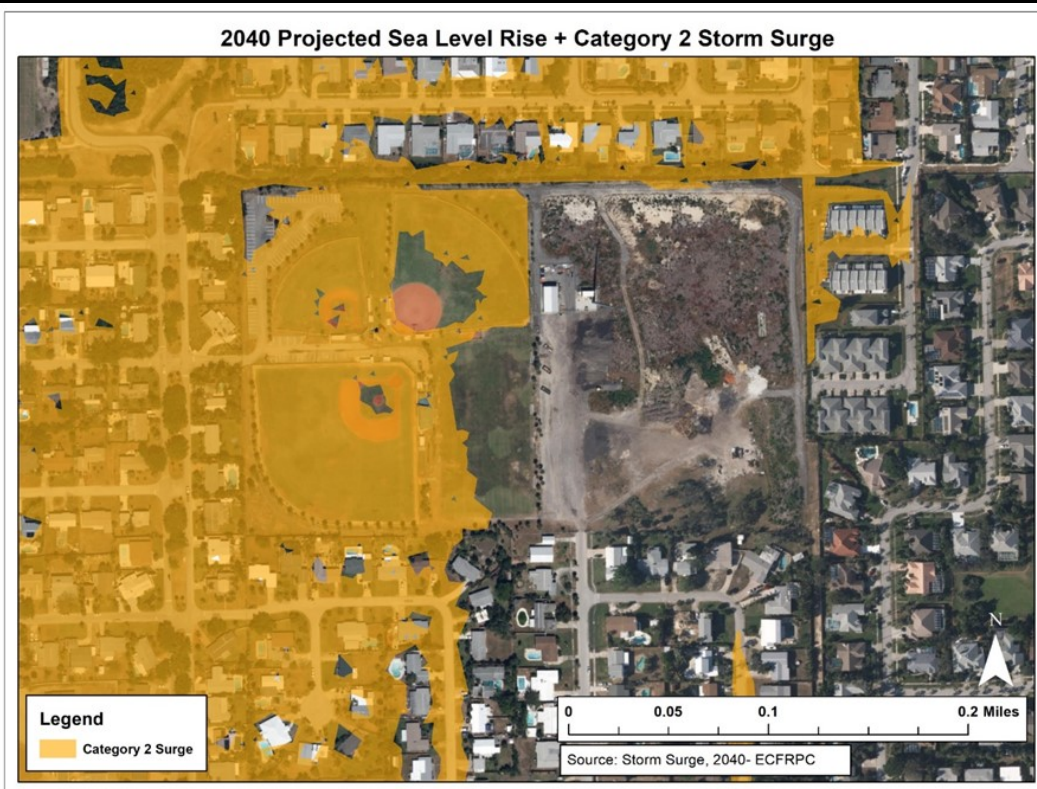 2040 Projected Sea Level Rise + Category 2 Storm Surge
N
Legend
Category 2 Surge
0 0.05 0.1 0.2 Miles
Source: Storm Surge, 2040- ECFRPC